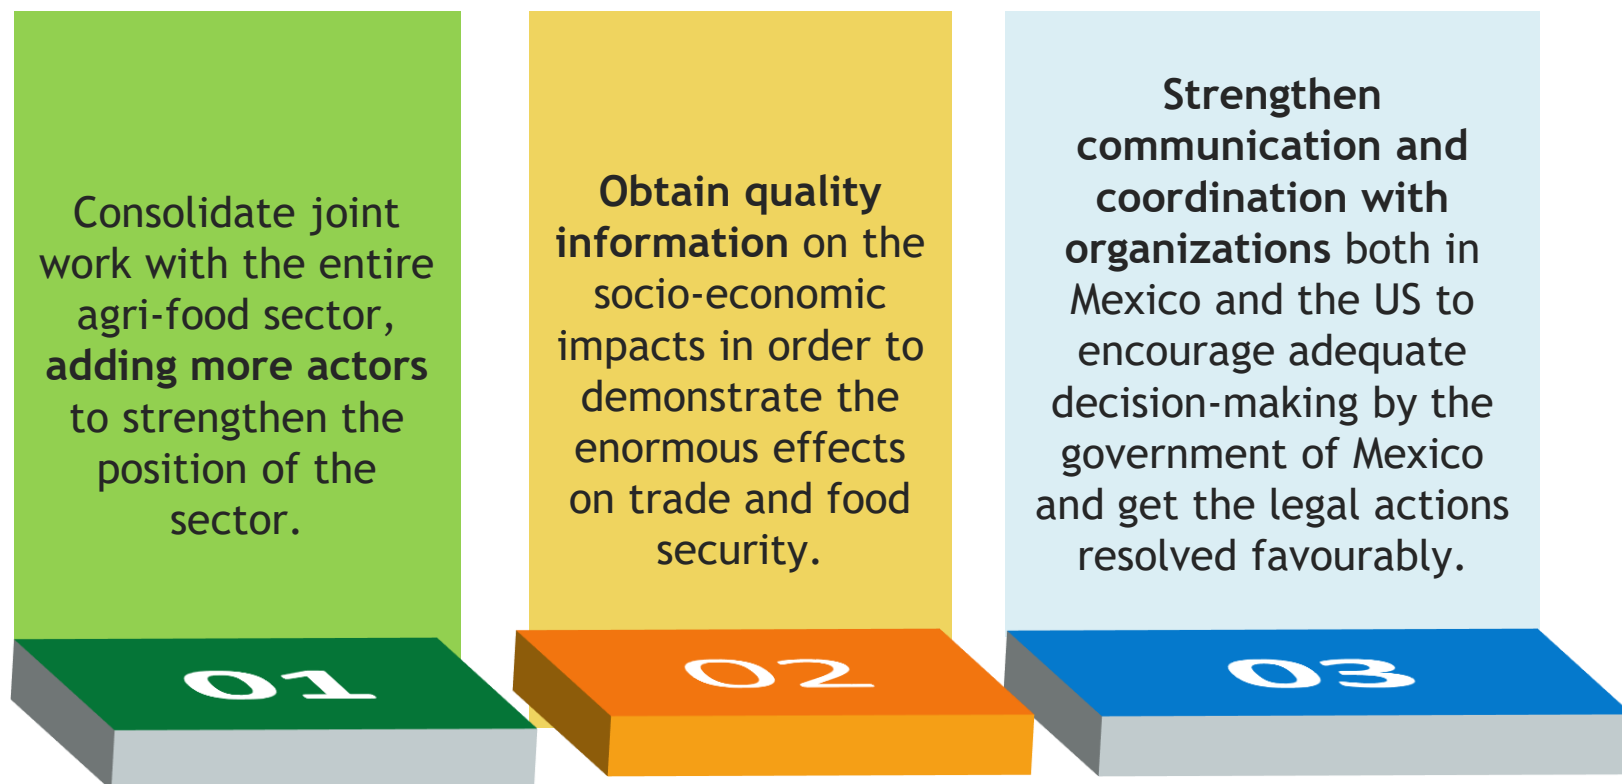 Consolidate joint
work with the entire
agri-food sector,
adding more actors
to strengthen the
position of the
sector.
01
Obtain quality
information on the
socio-economic
impacts in order to
demonstrate the
enormous effects
on trade and food
security.
02
Strengthen
communication and
coordination with
organizations both in
Mexico and the US to
encourage adequate
decision-making by the
government of Mexico
and get the legal actions
resolved favourably.
03